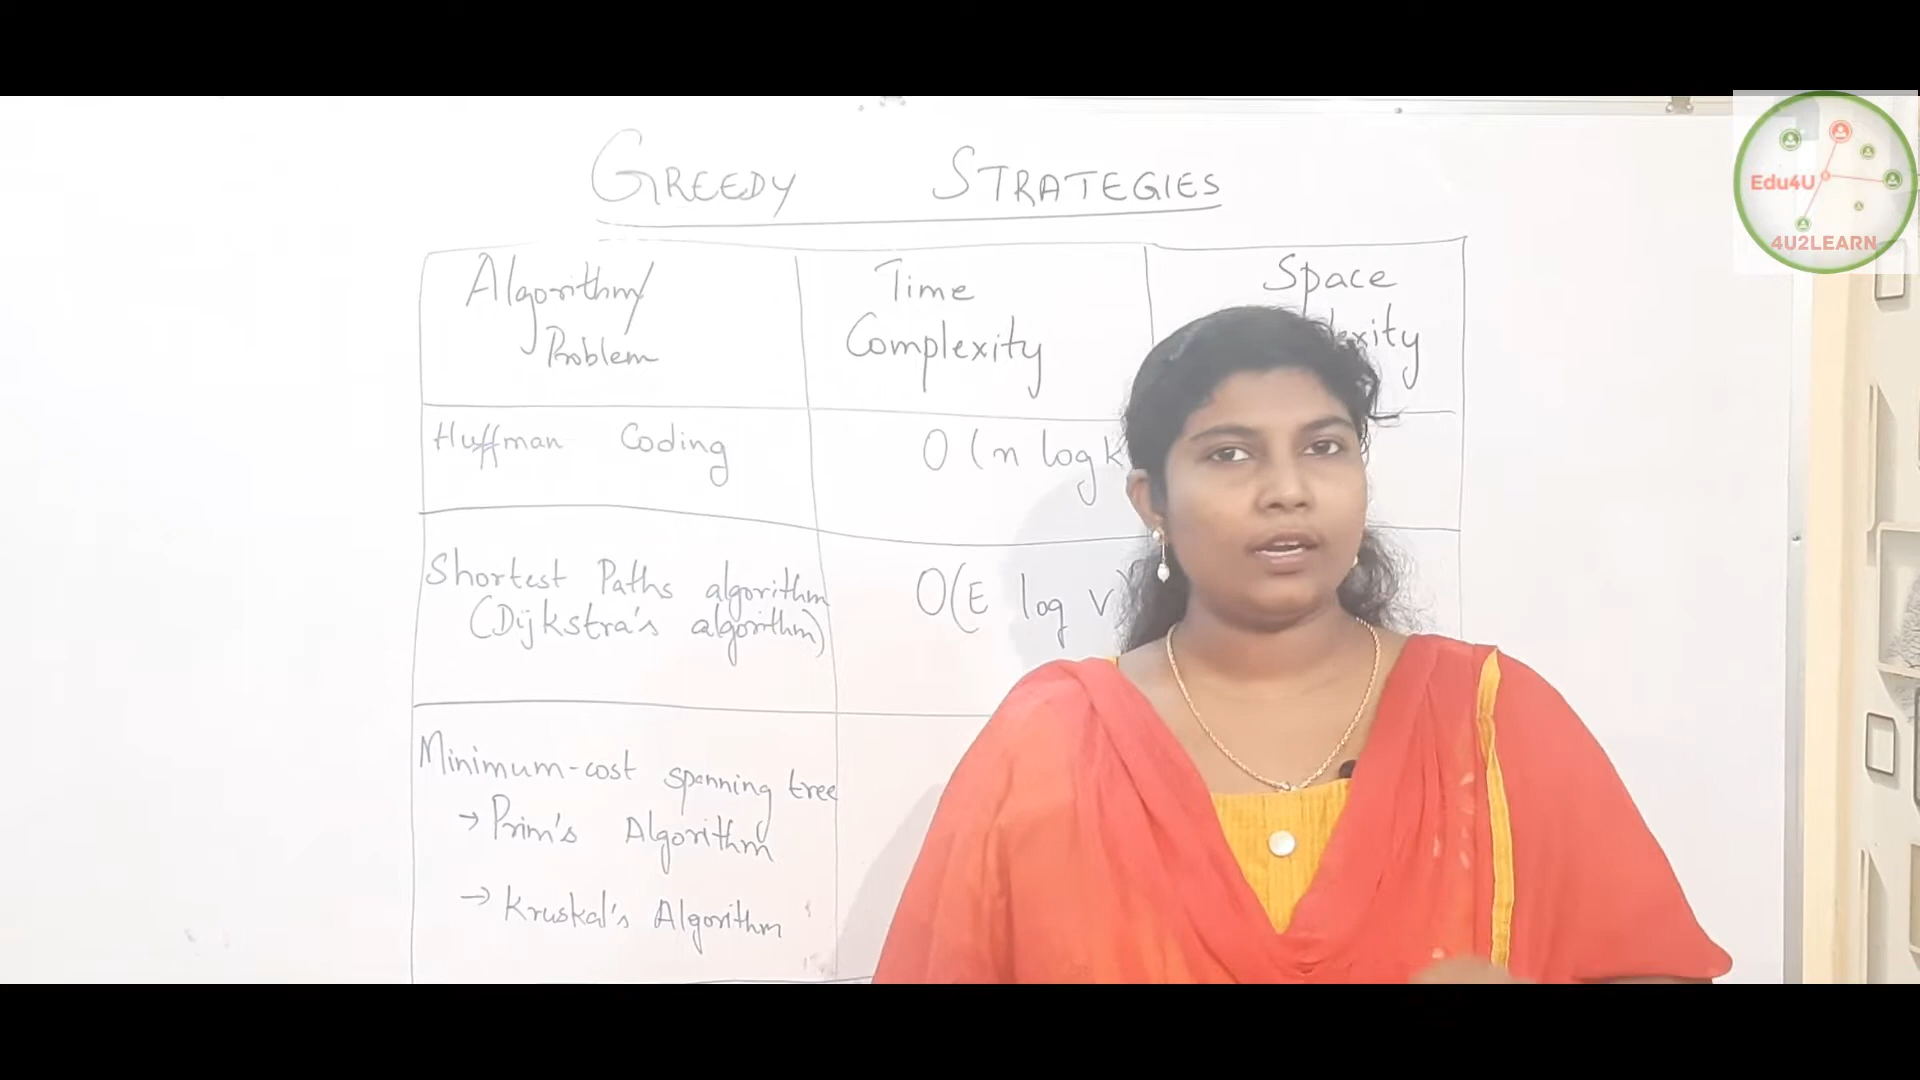 GREEDY STRATEGIES
Algorithm/
Problem
Time
Complexity
Space
Huffman Coding
O(n log k
Shortest Paths algorithm
(Dijkstra's algorithm)
O(E log V)
Minimum-cost spanning tree
→ Prim's Algorithm
→ Kruskal's Algorithm
Edu4U
4U2LEARN